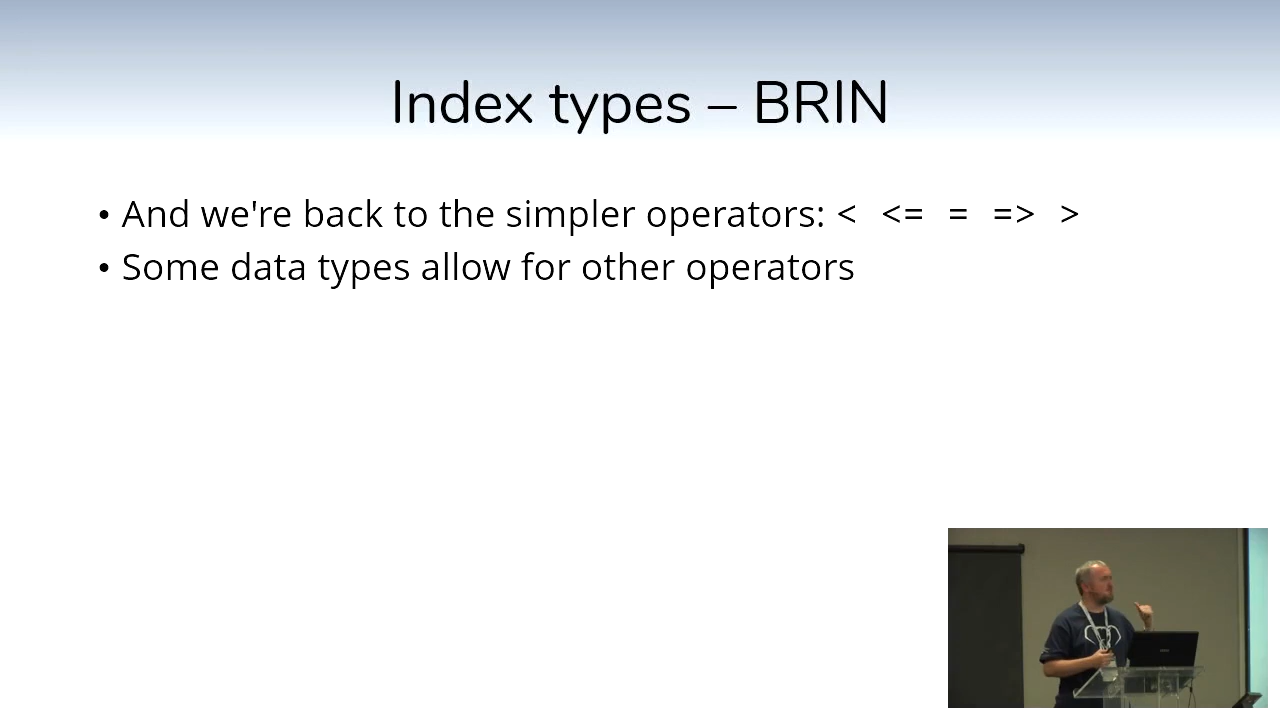 Index types – BRIN
• And we're back to the simpler operators: < <= = => >
• Some data types allow for other operators